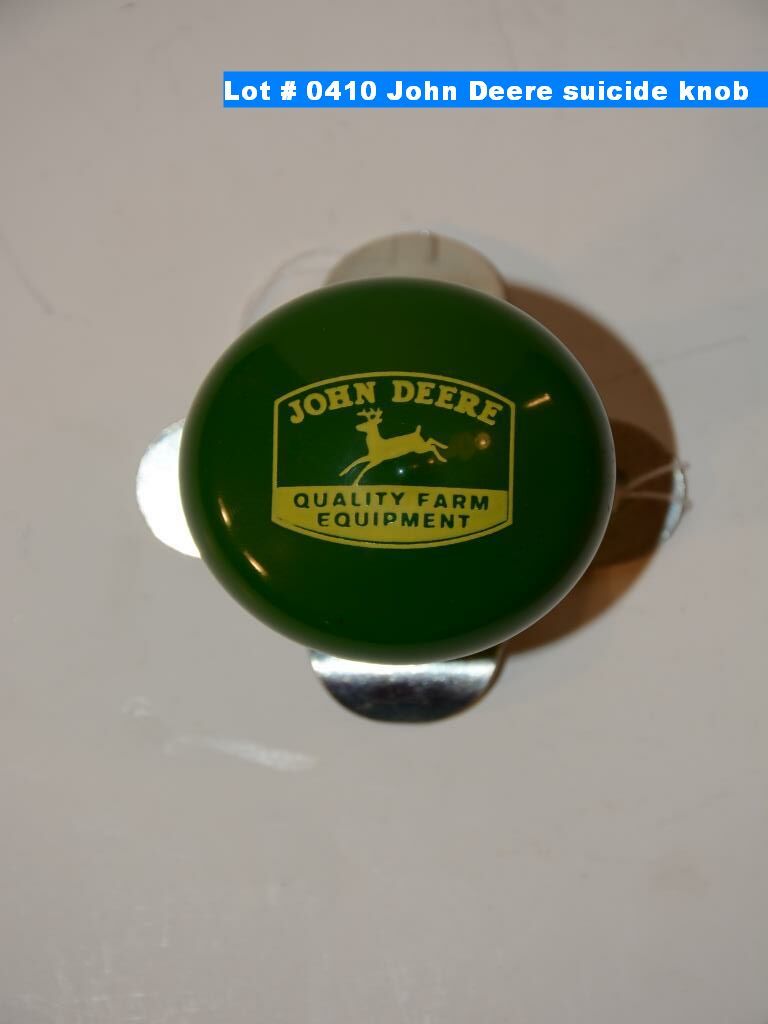 Lot # 0410 John Deere suicide knob
JOHN DEERE
QUALITY FARM
EQUIPMENT